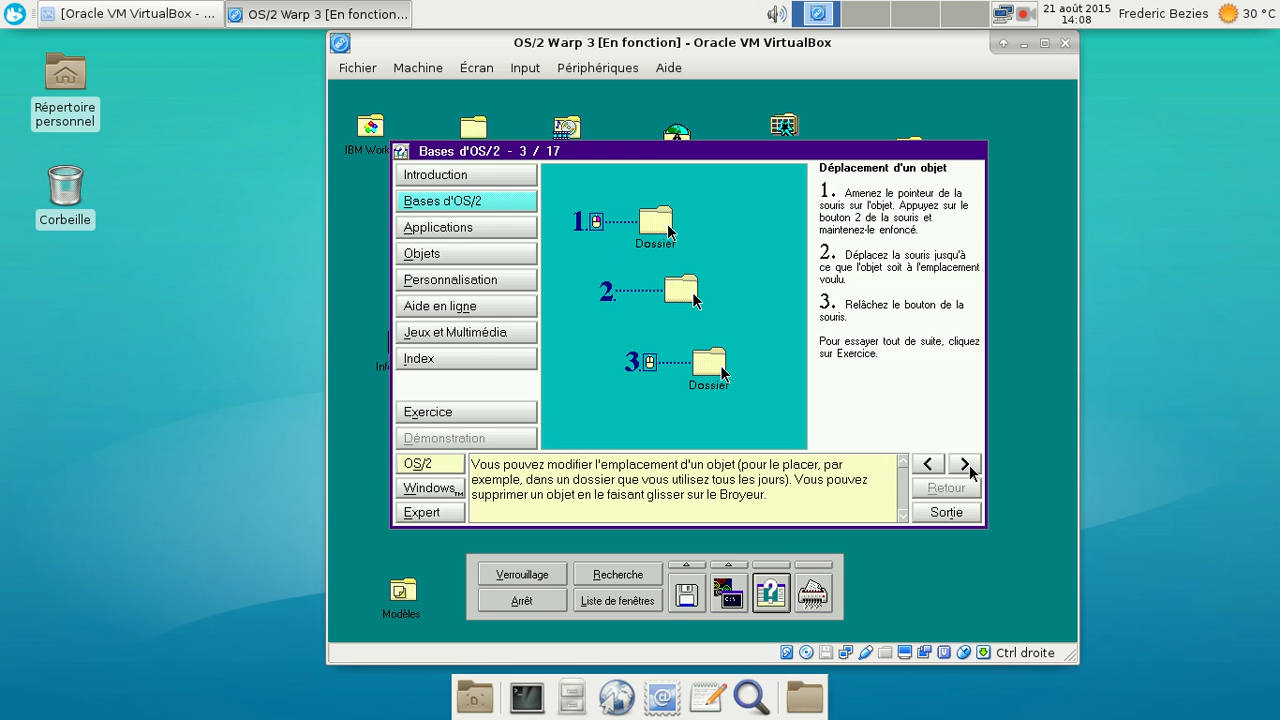 [Oracle VM VirtualBox - ...
OS/2 Warp 3 [En fonction...
21 août 2015
14:08
Frederic Bezies
30 °C
Répertoire
personnel
Corbeille
OS/2 Warp 3 [En fonction] - Oracle VM VirtualBox
Fichier Machine Écran Input Périphériques Aide
IBM Work
Bases d'OS/2 - 3 / 17
Introduction
Bases d'OS/2
Applications
Objets
Personnalisation
Aide en ligne
Jeux et Multimédia
Index
Exercice
Démonstration
OS/2
Windows™
Expert
1.
Dossier
2.
3.
Dossier
Déplacement d'un objet
1. Amenez le pointeur de la
souris sur l'objet. Appuyez sur le
bouton 2 de la souris et
maintenez-le enfoncé.
2. Déplacez la souris jusqu'à
ce que l'objet soit à l'emplacement
voulu.
3. Relâchez le bouton de la
souris.
Pour essayer tout de suite, cliquez
sur Exercice.
Vous pouvez modifier l'emplacement d'un objet (pour le placer, par
exemple, dans un dossier que vous utilisez tous les jours). Vous pouvez
supprimer un objet en le faisant glisser sur le Broyeur.
Retour
Sortie
Modèles
Verrouillage Recherche
Arrêt Liste de fenêtres
C:\
Ctrl droite